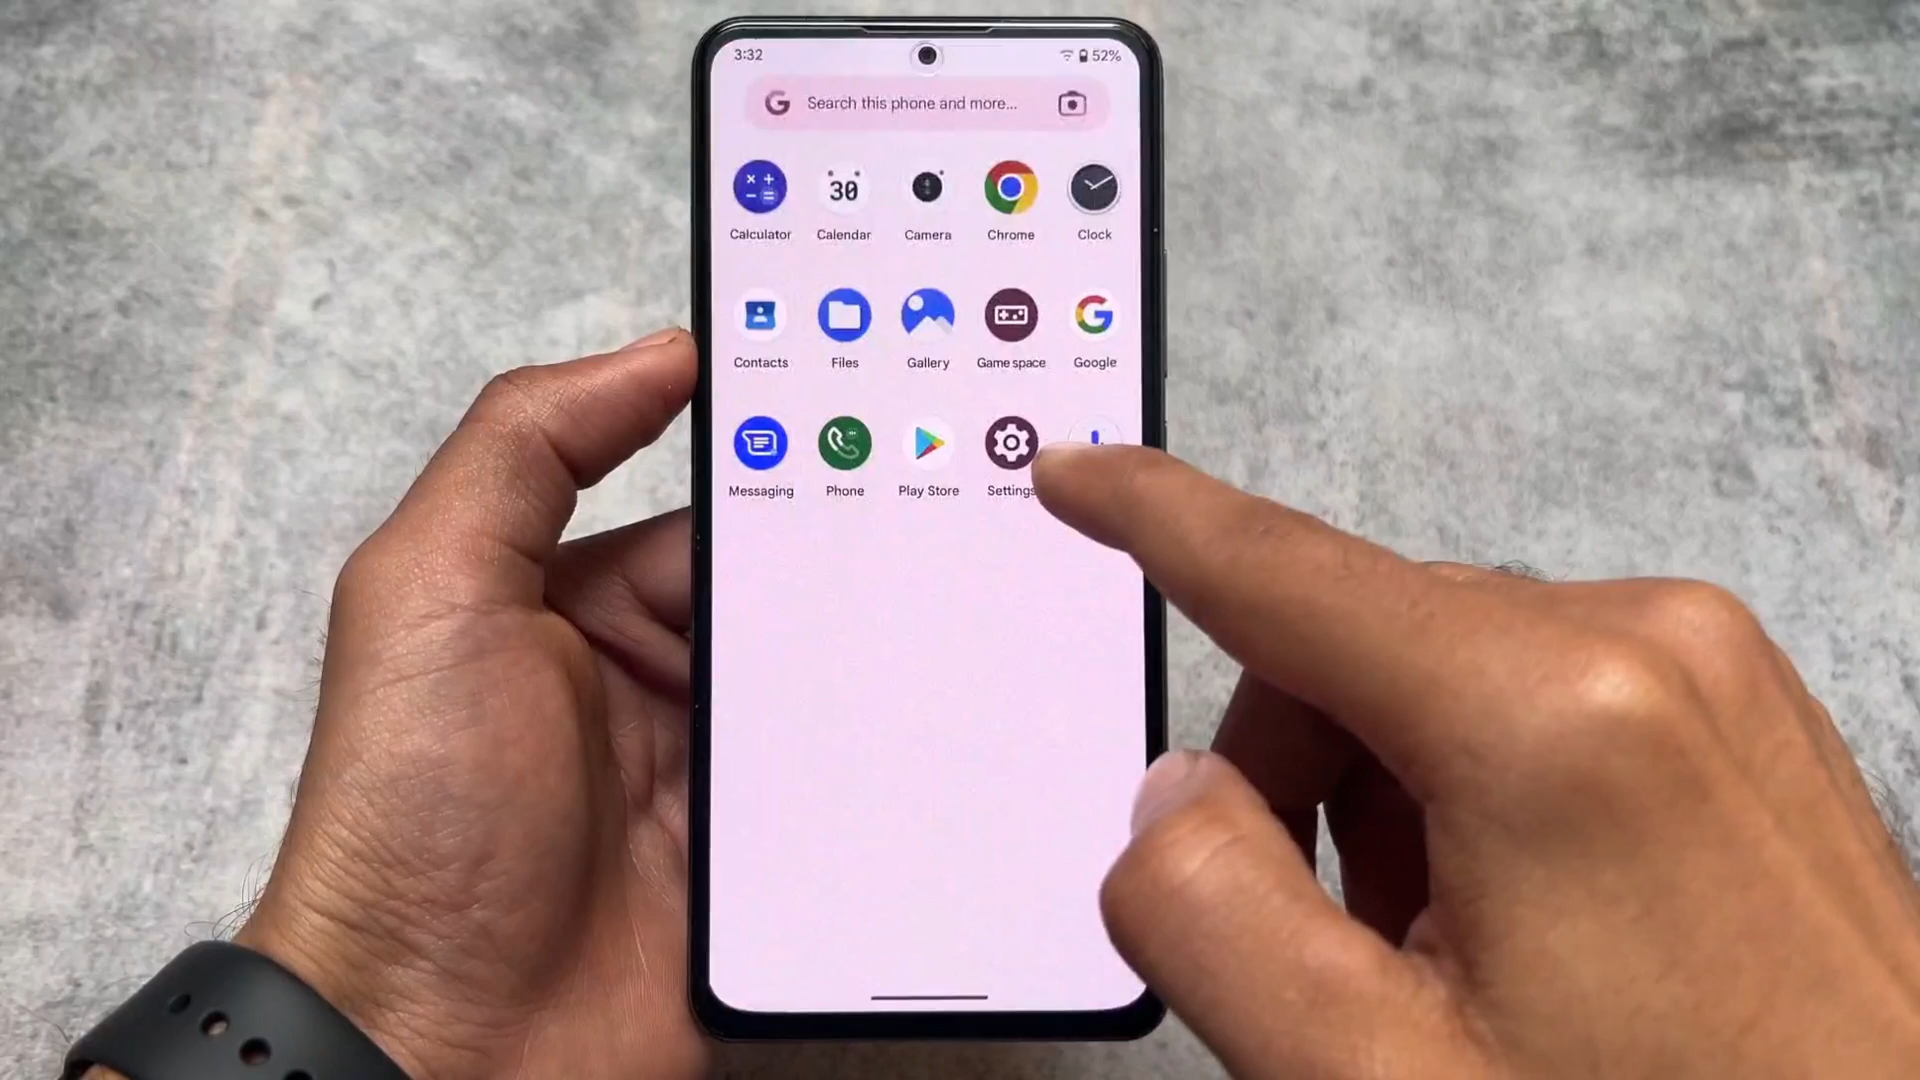 3:32 52%
G Search this phone and more...
30
Calculator Calendar Camera Chrome Clock
G
Contacts Files Gallery Game space Google
Messaging Phone Play Store Settings